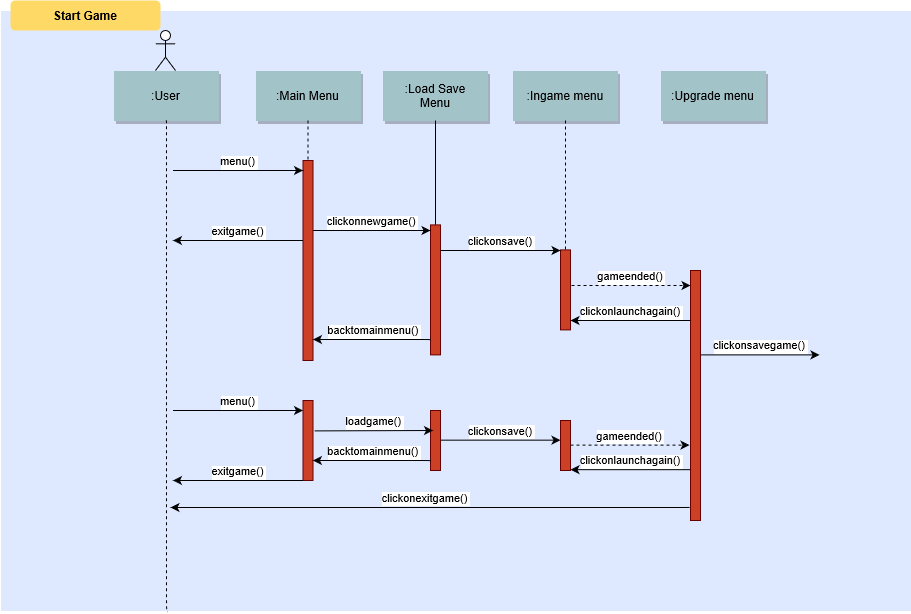 Start Game
:User
:Main Menu
:Load Save
Menu
:Ingame menu
:Upgrade menu
menu()
clickonnewgame()
exitgame()
clickonsave()
gameended()
clickonlaunchagain()
backtomainmenu()
clickonsavegame()
menu()
loadgame()
clickonsave()
gameended()
backtomainmenu()
clickonlaunchagain()
exitgame()
clickonexitgame()